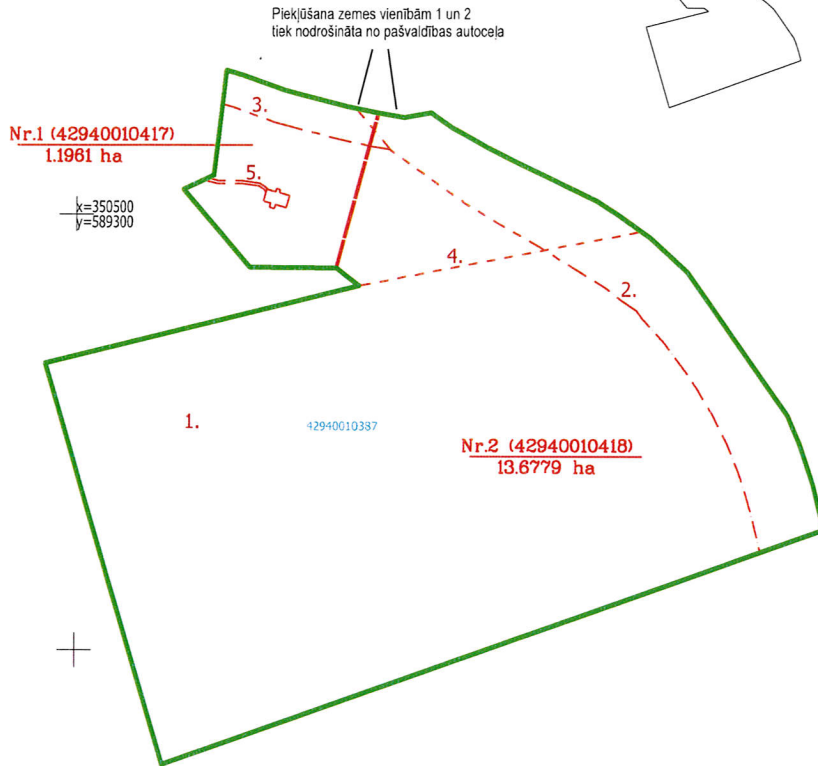 Piekļūšana zemes vienībām 1 un 2
tiek nodrošināta no pašvaldības autoceļa
3.
Nr.1 (42940010417)
1.1961 ha
5.
x=350500
y=589300
4.
2.
1.
42940010387
Nr.2 (42940010418)
13.6779 ha